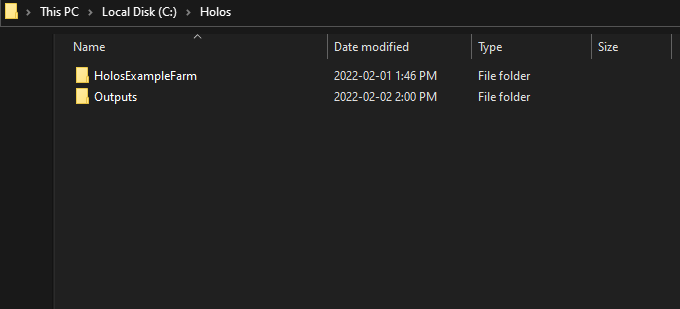 This PC > Local Disk (C:) > Holos
Name Date modified Type Size
HolosExampleFarm 2022-02-01 1:46 PM File folder
Outputs 2022-02-02 2:00 PM File folder